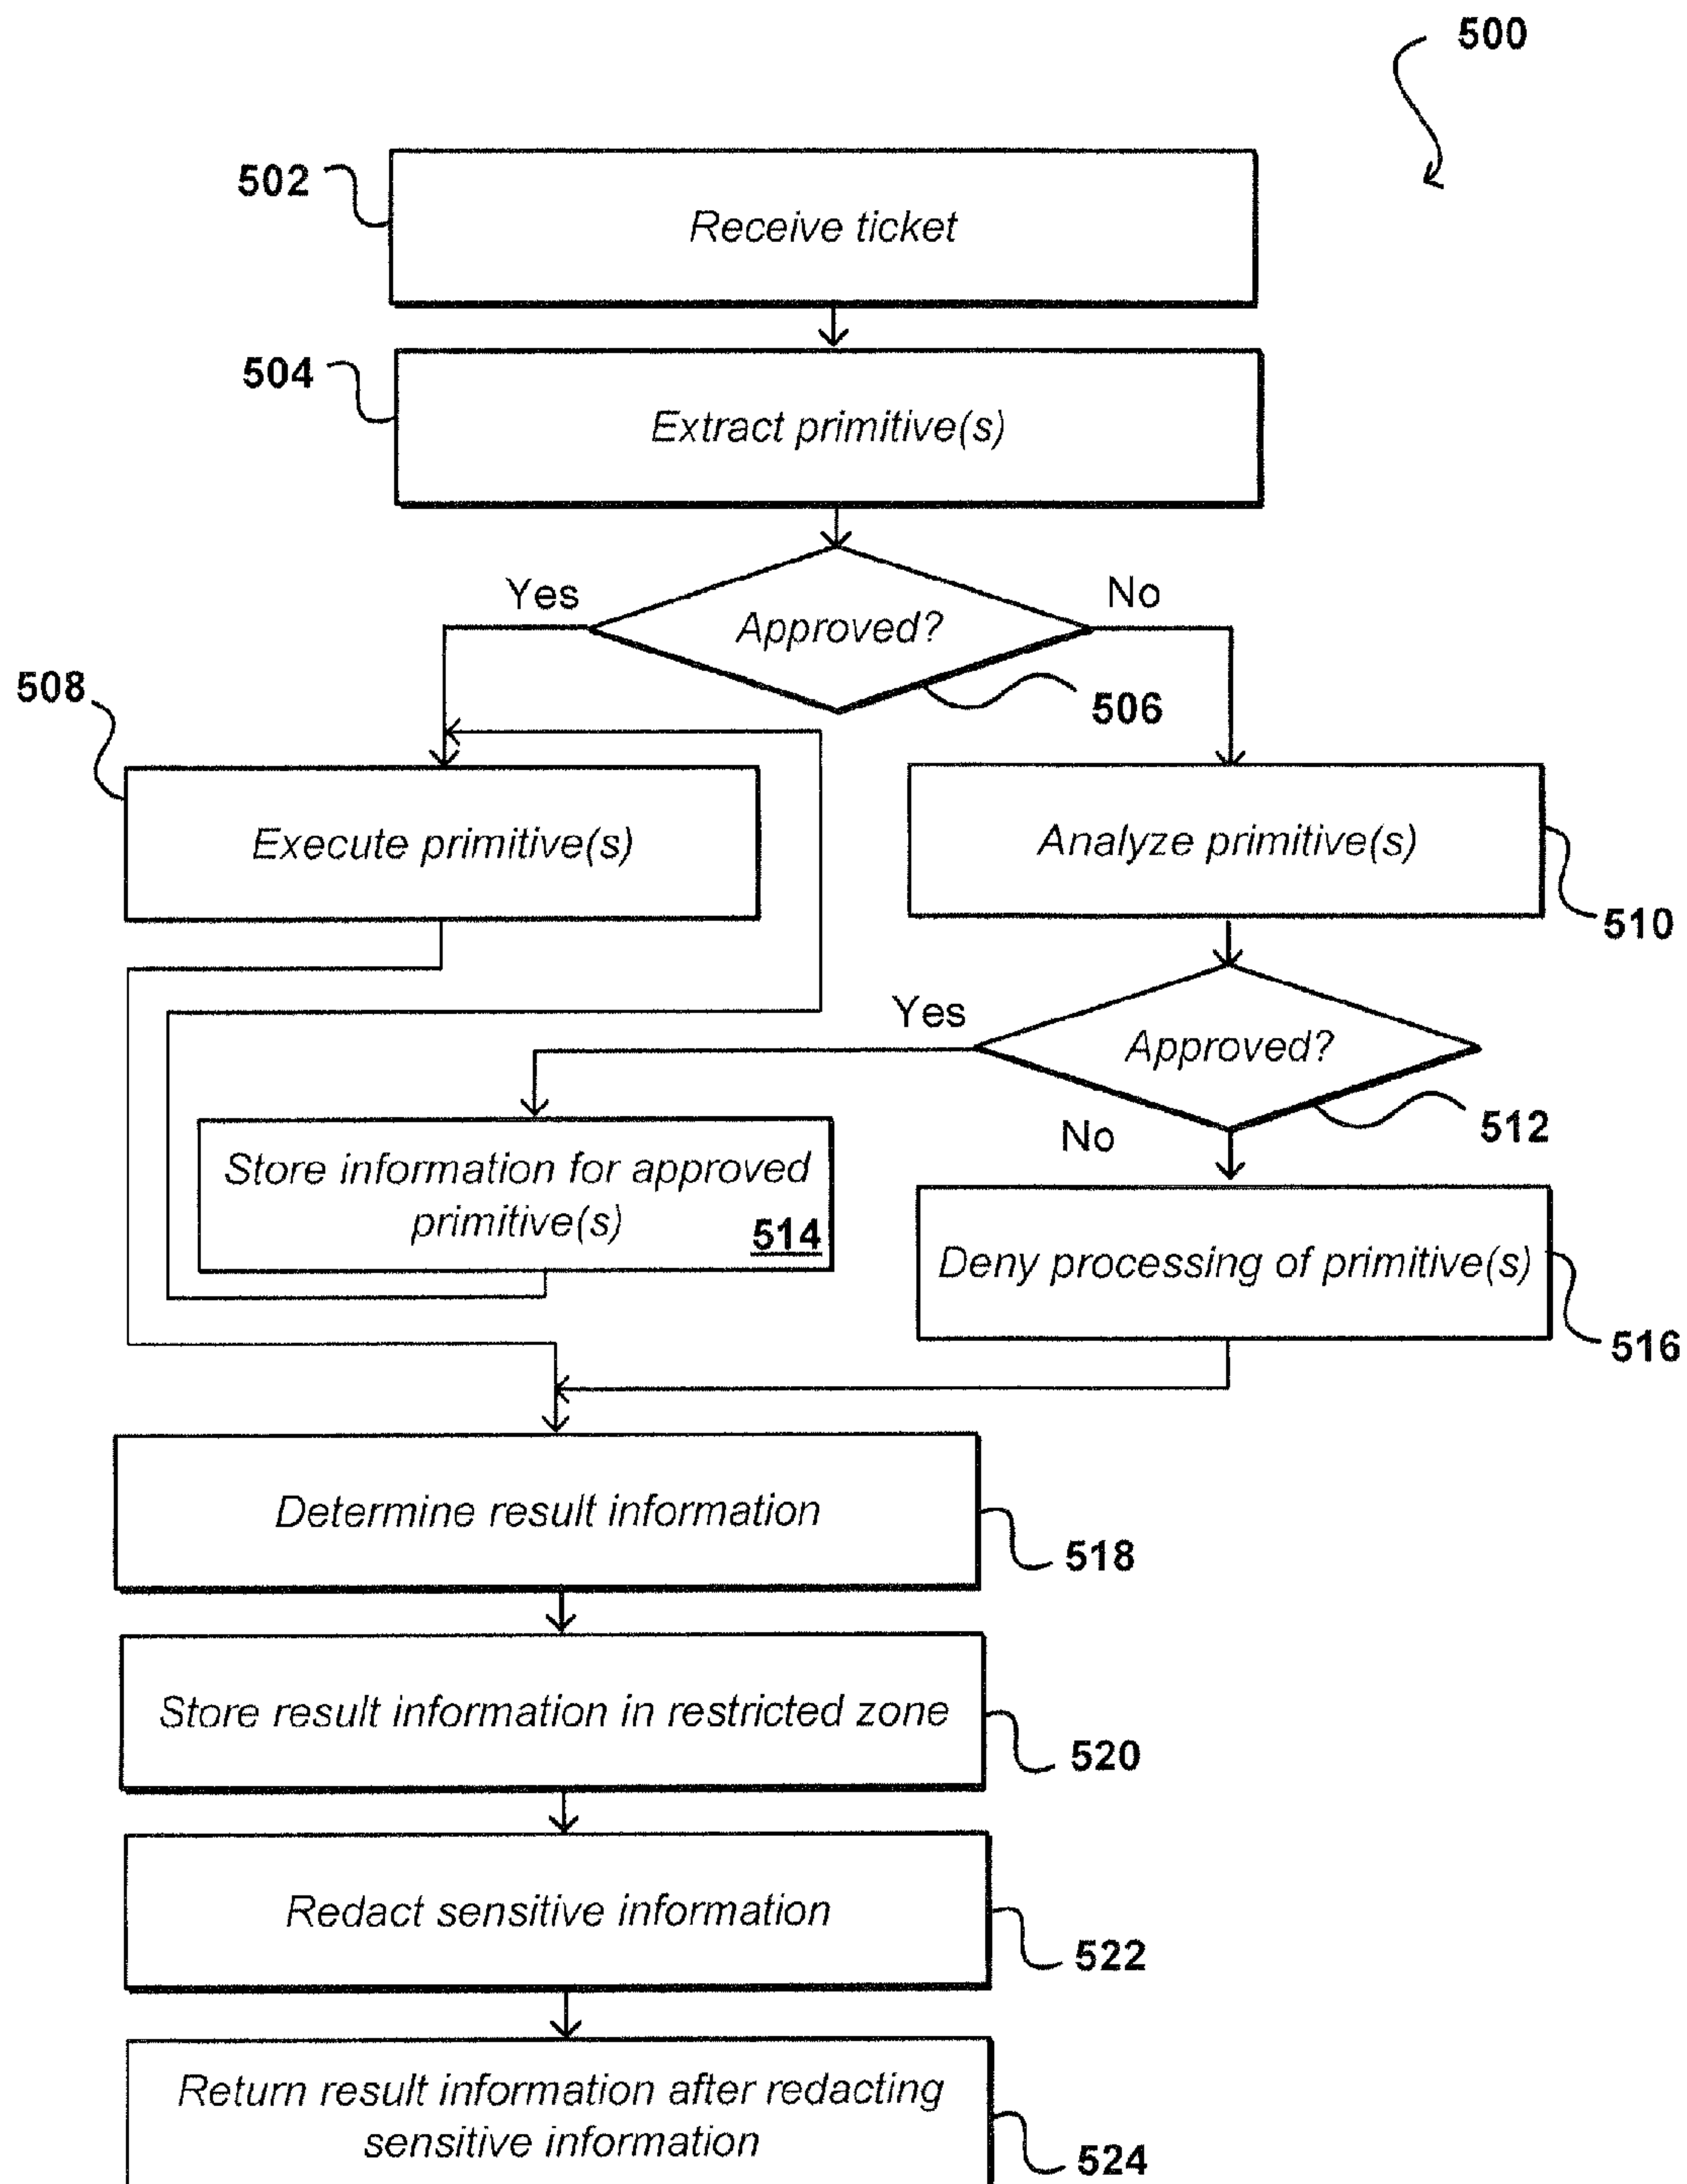 500
502
Receive ticket
504
Extract primitive(s)
Yes
Approved?
No
506
508
Execute primitive(s)
Analyze primitive(s)
510
Yes
Approved?
512
No
Store information for approved
primitive(s)
514
Deny processing of primitive(s)
516
Determine result information
518
Store result information in restricted zone
520
Redact sensitive information
522
Return result information after redacting
sensitive information
524